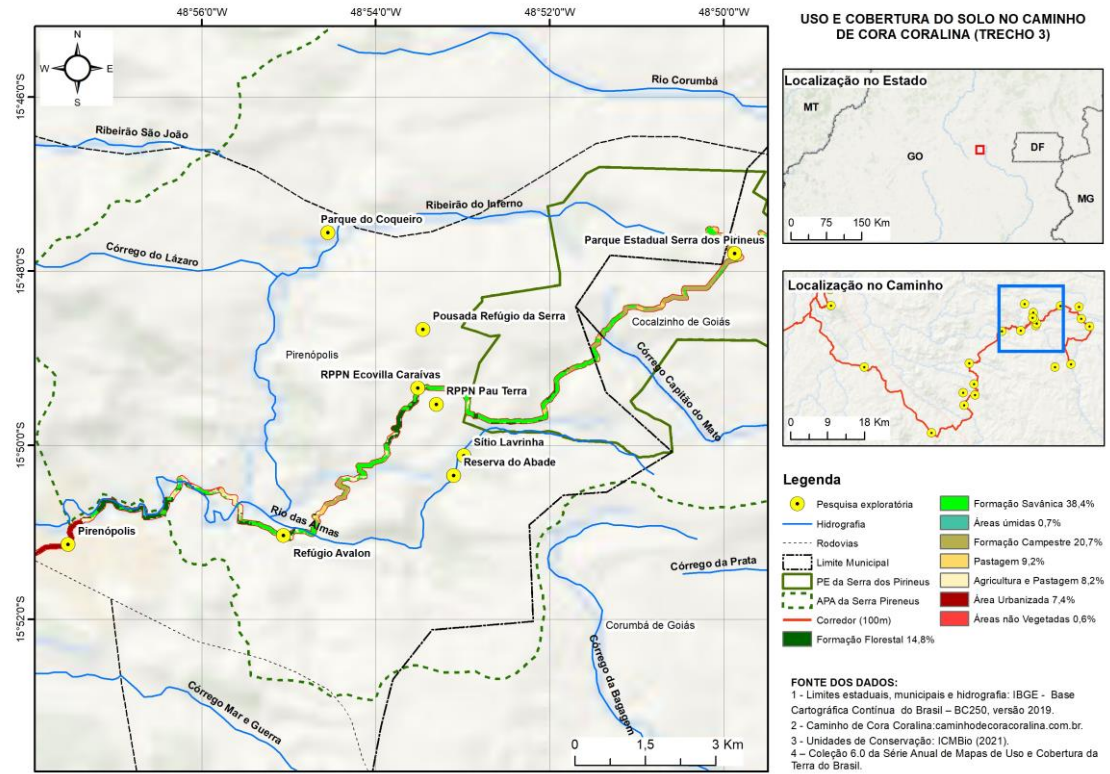 48°56'0"W
48°54'0"W
48°52'0"W
48°50'0"W
N
W
E
S
15°46'0"S
15°48'0"S
15°50'0"S
15°52'0"S
Rio Corumbá
Ribeirão São João
Ribeirão do Inferno
Parque do Coqueiro
Parque Estadual Serra dos Pirineus
Córrego do Lázaro
Cocalzinho de Goiás
Pousada Refúgio da Serra
Pirenópolis
RPPN Ecovilla Caraívas
RPPN Pau Terra
Córrego Capitão do Mato
Sítio Lavrinha
Reserva do Abade
Rio das Almas
Pirenópolis
Refúgio Avalon
Córrego da Prata
Corumbá de Goiás
Córrego da Bagagem
Córrego Mar e Guerra
0 1,5 3 Km
USO E COBERTURA DO SOLO NO CAMINHO
DE CORA CORALINA (TRECHO 3)
Localização no Estado
MT
GO
DF
MG
0 75 150 Km
Localização no Caminho
0 9 18 Km
Legenda
Pesquisa exploratória
Hidrografia
Rodovias
Limite Municipal
PE da Serra dos Pirineus
APA da Serra Pireneus
Corredor (100m)
Formação Florestal 14,8%
Formação Savânica 38,4%
Áreas úmidas 0,7%
Formação Campestre 20,7%
Pastagem 9,2%
Agricultura e Pastagem 8,2%
Área Urbanizada 7,4%
Áreas não Vegetadas 0,6%
FONTE DOS DADOS:
1 - Limites estaduais, municipais e hidrografia: IBGE - Base
Cartográfica Contínua do Brasil – BC250, versão 2019.
2 - Caminho de Cora Coralina:caminhodecoracoralina.com.br.
3 - Unidades de Conservação: ICMBio (2021).
4 – Coleção 6.0 da Série Anual de Mapas de Uso e Cobertura da
Terra do Brasil.